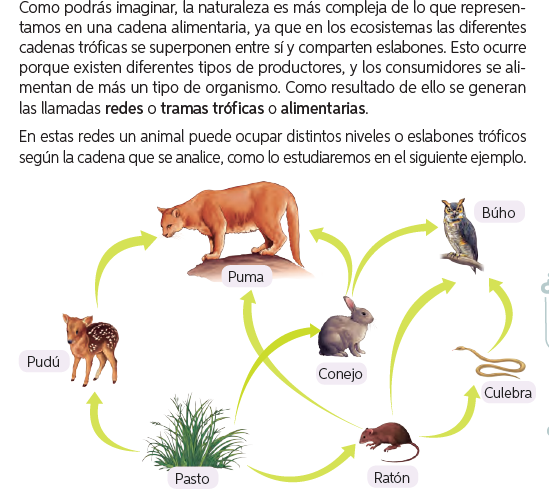 Como podrás imaginar, la naturaleza es más compleja de lo que represen-
tamos en una cadena alimentaria, ya que en los ecosistemas las diferentes
cadenas tróficas se superponen entre sí y comparten eslabones. Esto ocurre
porque existen diferentes tipos de productores, y los consumidores se ali-
mentan de más un tipo de organismo. Como resultado de ello se generan
las llamadas redes o tramas tróficas o alimentarias.
En estas redes un animal puede ocupar distintos niveles o eslabones tróficos
según la cadena que se analice, como lo estudiaremos en el siguiente ejemplo.
Búho
Puma
Pudú
Conejo
Culebra
Pasto
Ratón